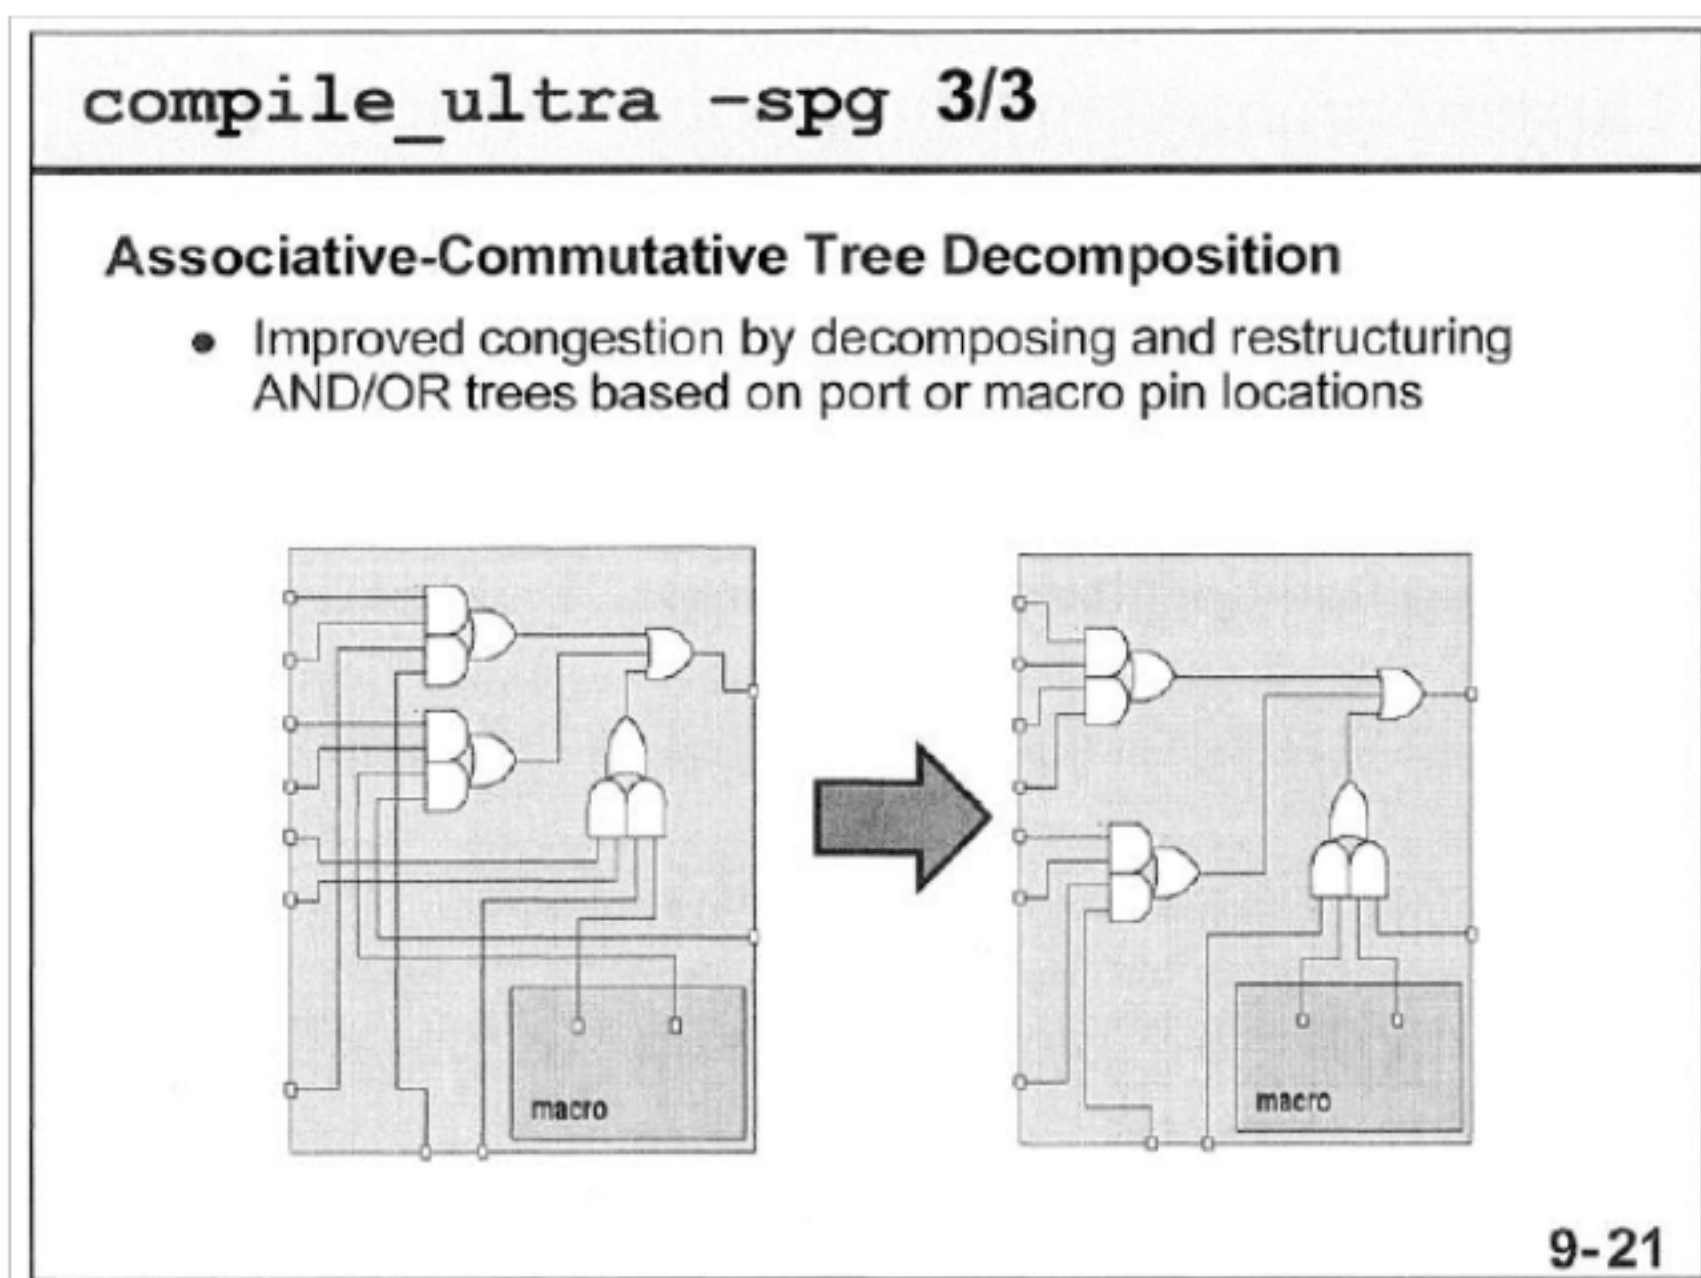 compile_ultra –spg 3/3
Associative-Commutative Tree Decomposition
● Improved congestion by decomposing and restructuring
AND/OR trees based on port or macro pin locations
macro
macro
9-21